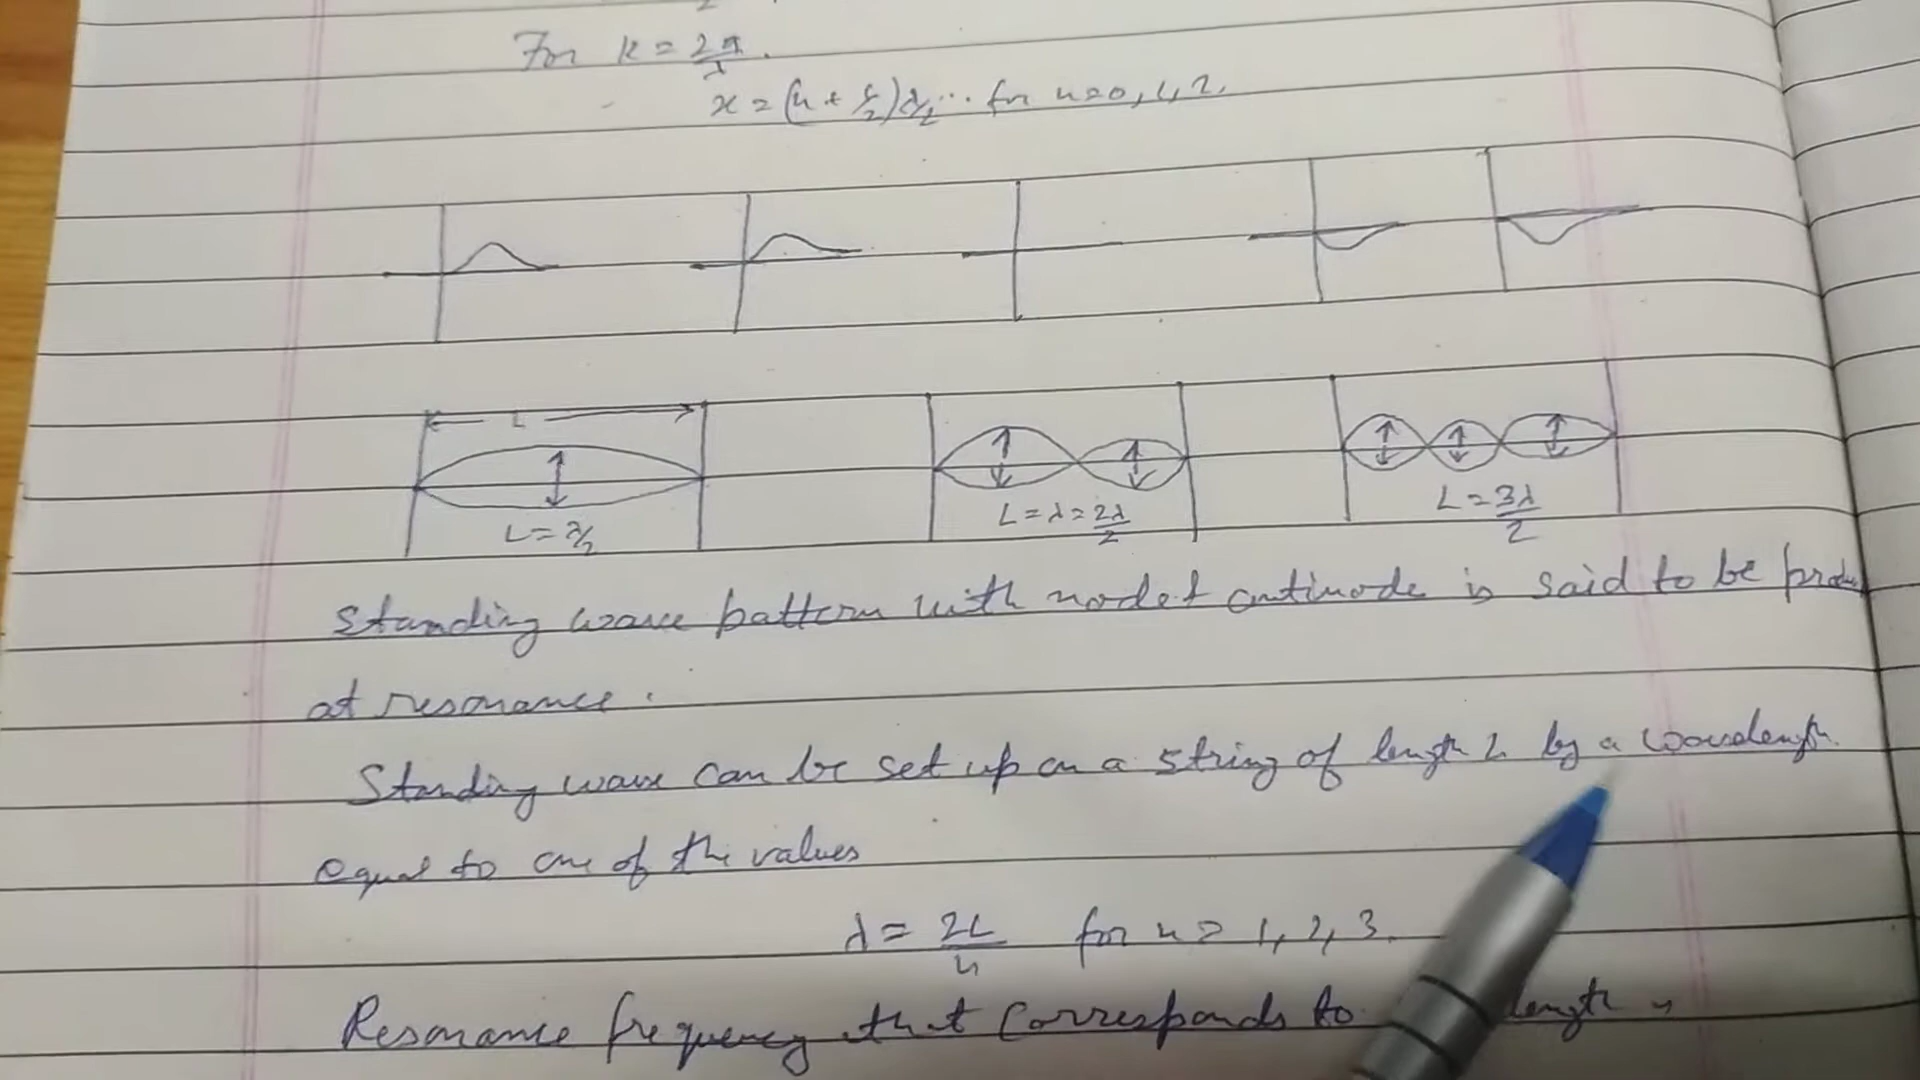 For k = 2π/λ.
x = (n + 1/2)λ/2... for n=0, 1, 2.
L
L = λ/2
L = λ = 2λ/2
L = 3λ/2
Standing wave pattern with node & antinode is said to be
at resonance.
Standing wave can be set up on a string of length L by a wavelength
equal to one of the values
λ = 2L/n for n = 1, 2, 3.
Resonance frequency that corresponds to length is